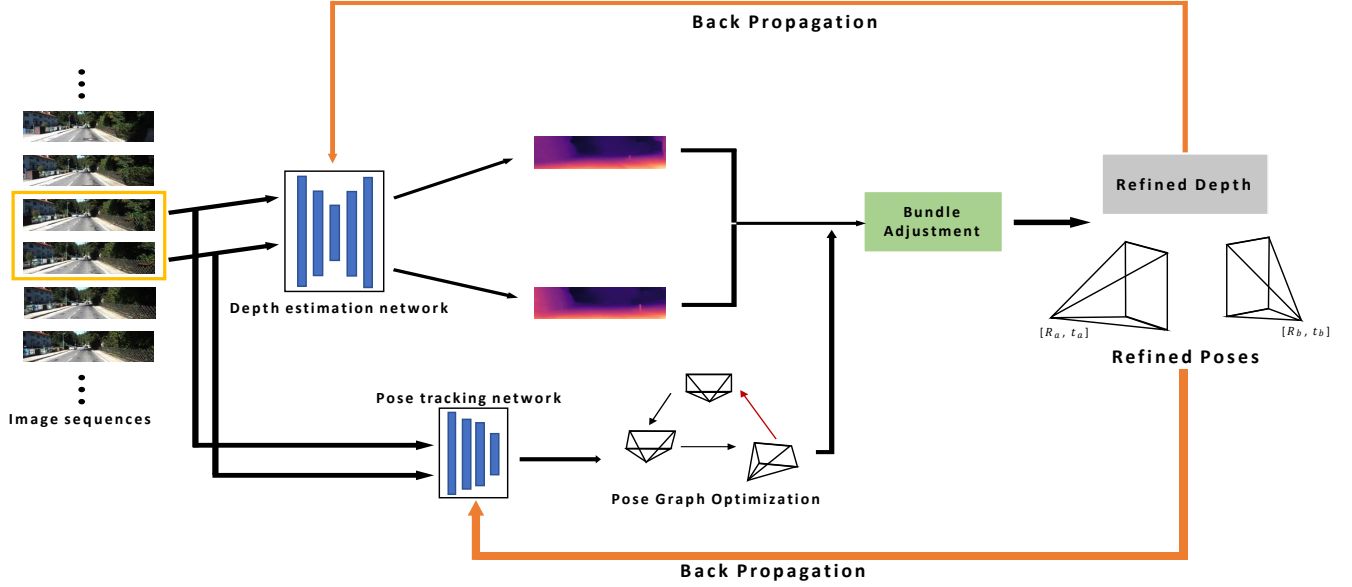 Back Propagation
Refined Depth
Bundle
Adjustment
Depth estimation network
[R_a, t_a]
[R_b, t_b]
Refined Poses
Pose tracking network
Image sequences
Pose Graph Optimization
Back Propagation